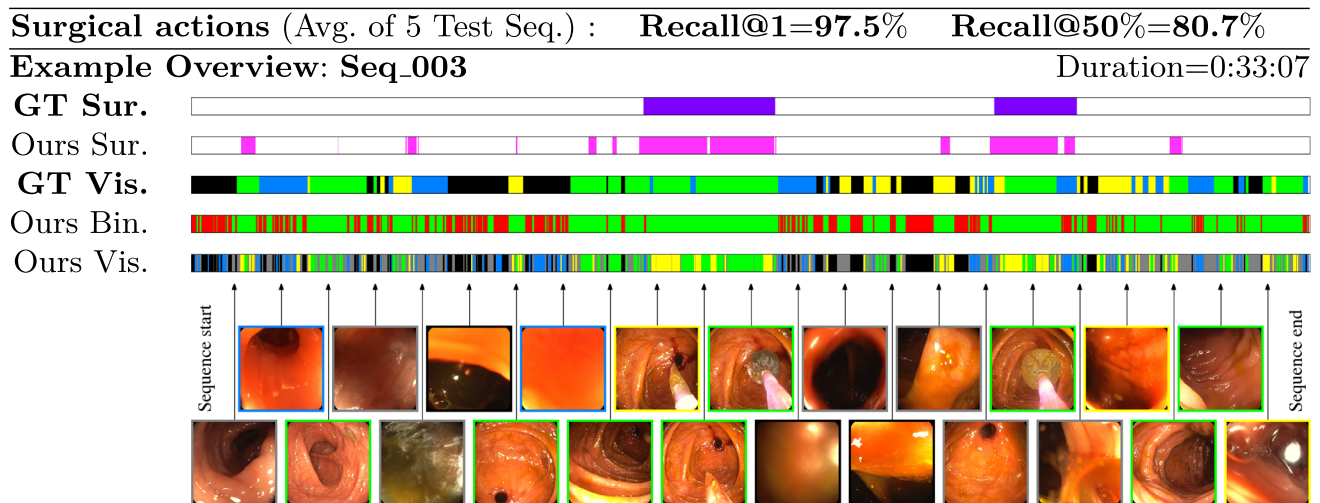 Surgical actions (Avg. of 5 Test Seq.) : Recall@1=97.5% Recall@50%=80.7%
Example Overview: Seq_003 Duration=0:33:07
GT Sur.
Ours Sur.
GT Vis.
Ours Bin.
Ours Vis.
Sequence start
Sequence end